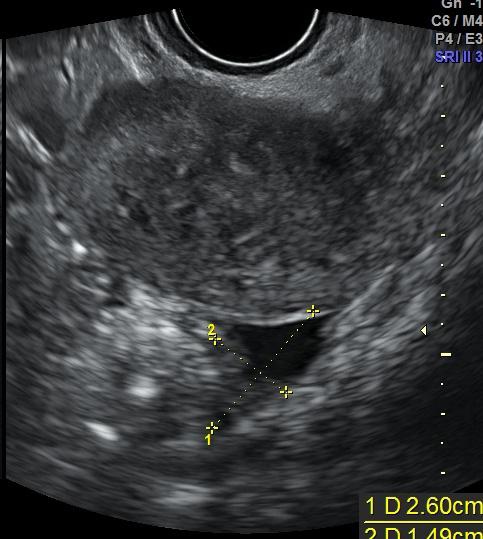 Gn -1
C6 / M4
P4 / E3
SRI II 3
2
1
1 D 2.60cm
2 D 1.49cm